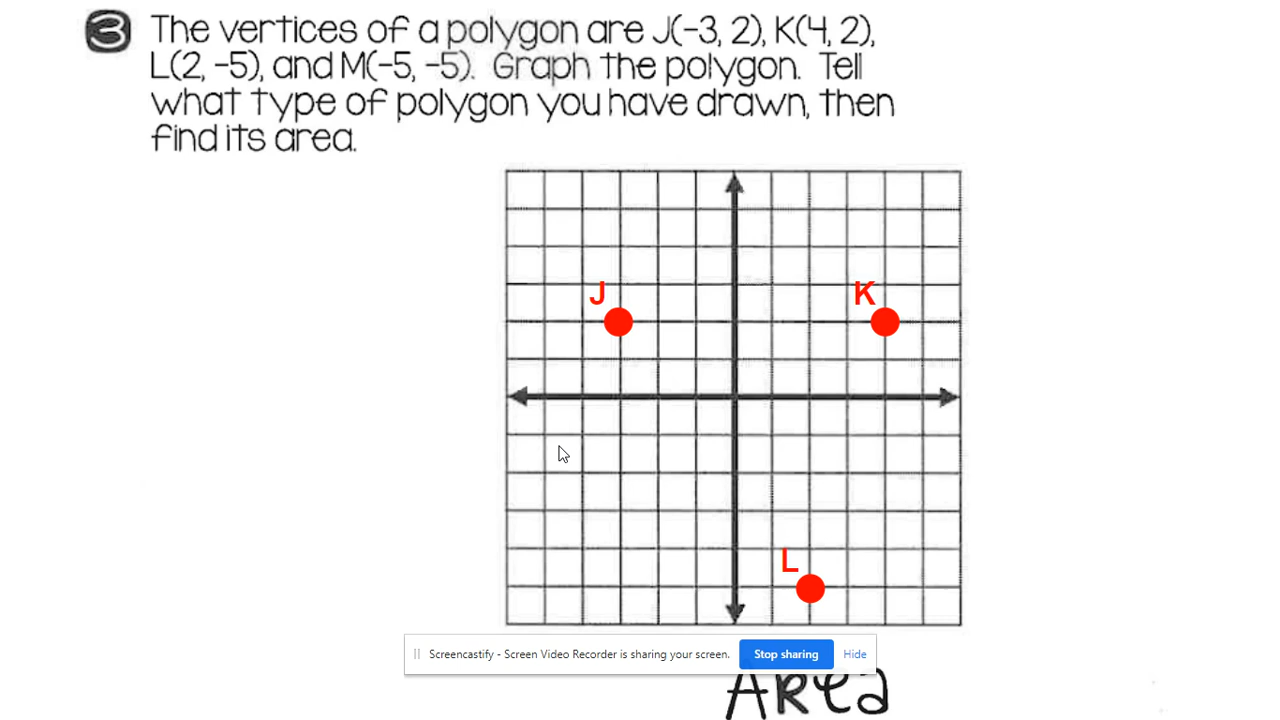 3 The vertices of a polygon are J(-3, 2), K(4, 2),
L(2, -5), and M(-5, -5). Graph the polygon. Tell
what type of polygon you have drawn, then
find its area.
J
K
L
Screencastify - Screen Video Recorder is sharing your screen. Stop sharing Hide
Area